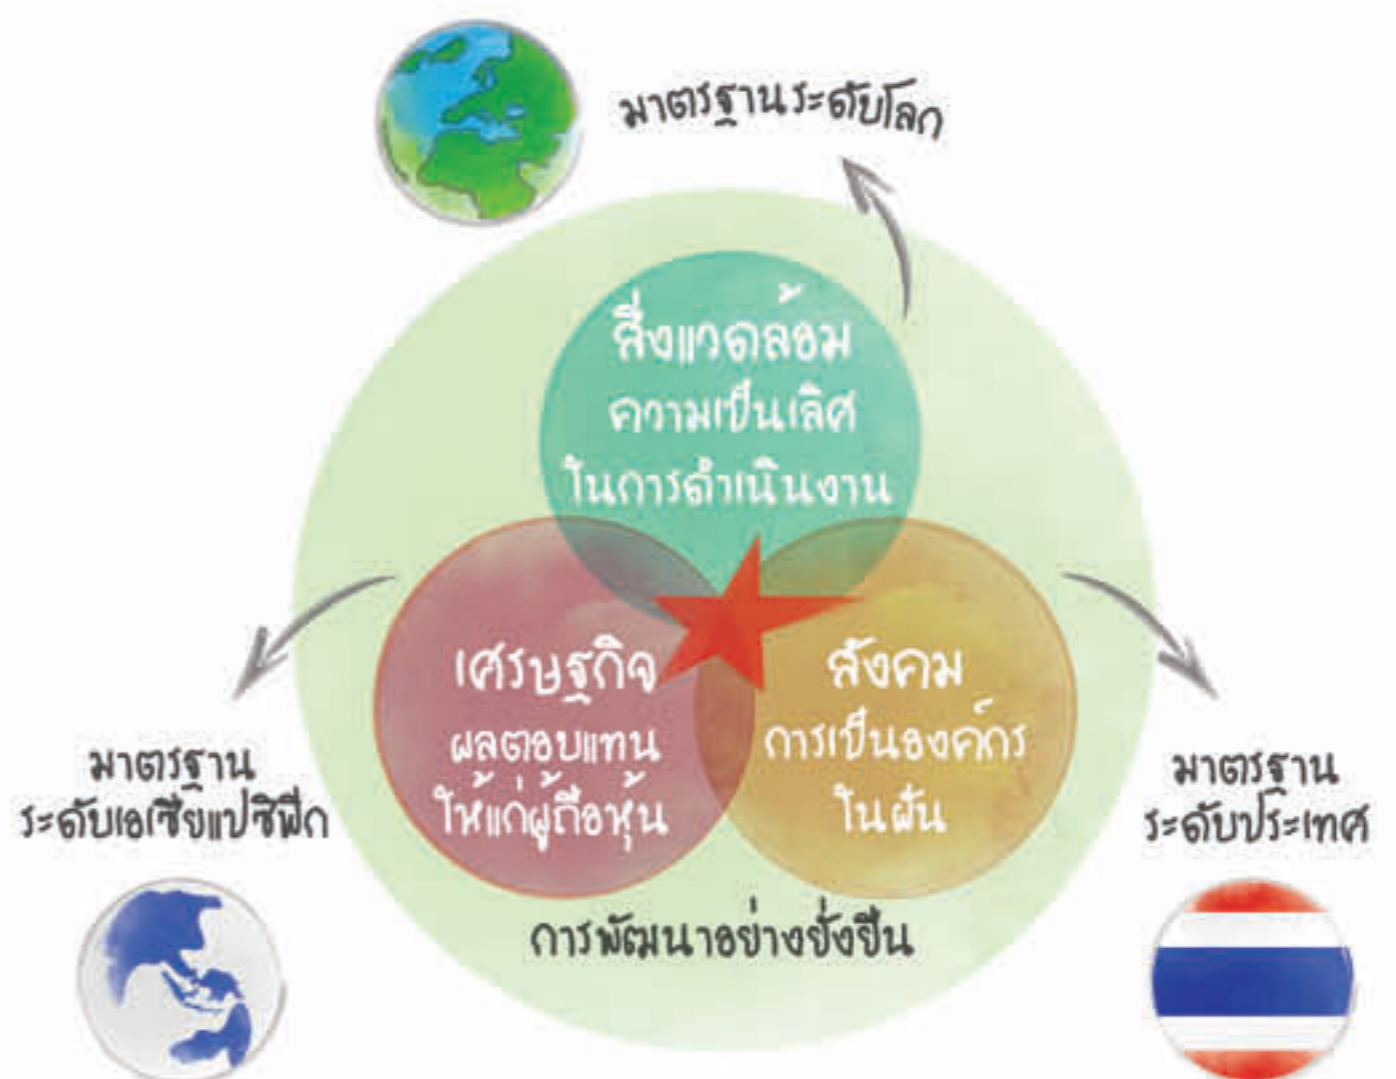 มาตรฐานระดับโลก
สิ่งแวดล้อม
ความเป็นเลิศ
ในการดำเนินงาน
เศรษฐกิจ
ผลตอบแทน
ให้แก่ผู้ถือหุ้น
สังคม
การเป็นองค์กร
ในฝัน
มาตรฐาน
ระดับเอเซียแปซิฟิก
มาตรฐาน
ระดับประเทศ
การพัฒนาอย่างยั่งยืน